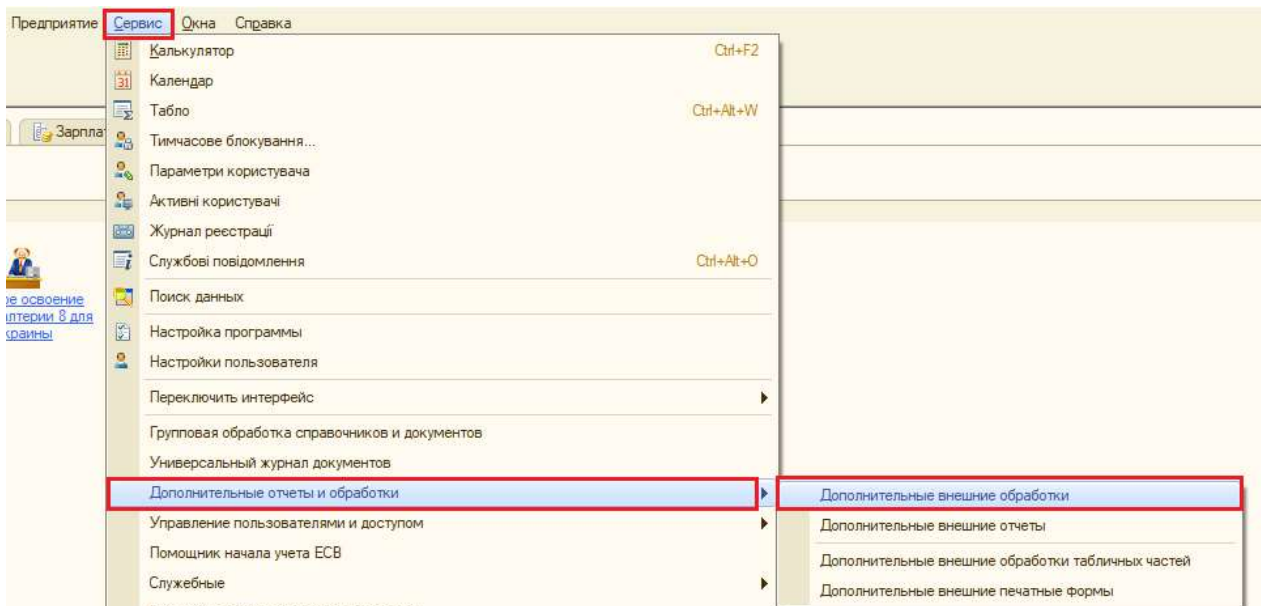 Предприятие Сервис Окна Справка
Калькулятор Ctrl+F2
Календар
Табло Ctrl+Alt+W
Зарпла
Тимчасове блокування...
Параметри користувача
Активні користувачі
Журнал реєстрації
Службові повідомлення Ctrl+Alt+O
ое освоение
алтерии 8 для
краины
Поиск данных
Настройка программы
Настройки пользователя
Переключить интерфейс
Групповая обработка справочников и документов
Универсальный журнал документов
Дополнительные отчеты и обработки
Управление пользователями и доступом
Помощник начала учета ЕСВ
Служебные
Дополнительные внешние обработки
Дополнительные внешние отчеты
Дополнительные внешние обработки табличных частей
Дополнительные внешние печатные формы